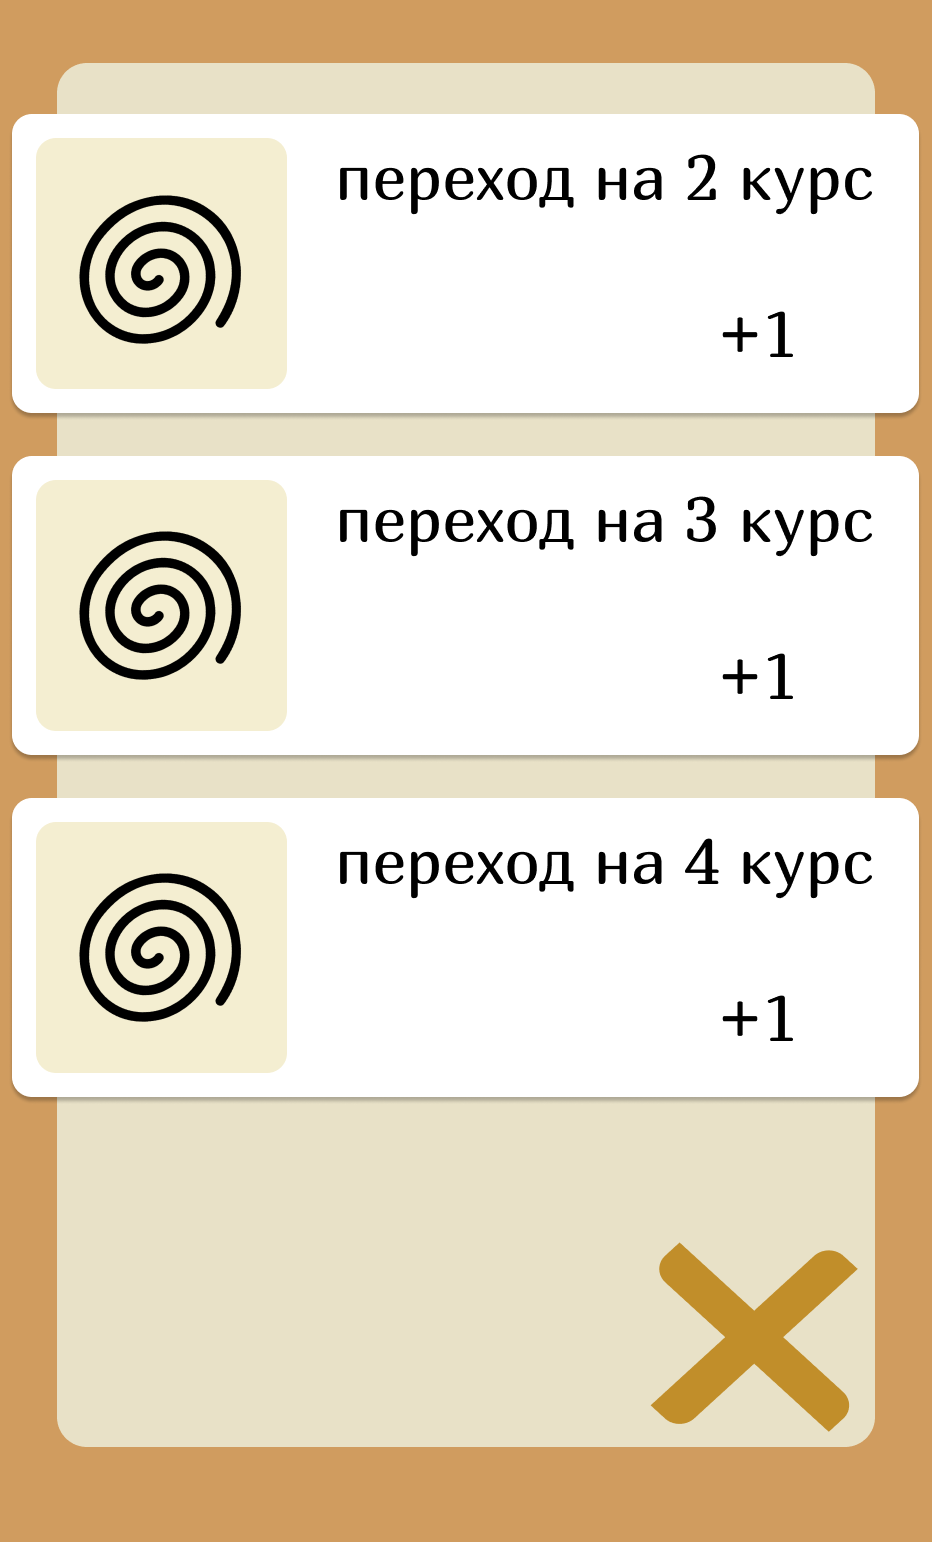 переход на 2 курс
+1
переход на 3 курс
+1
переход на 4 курс
+1